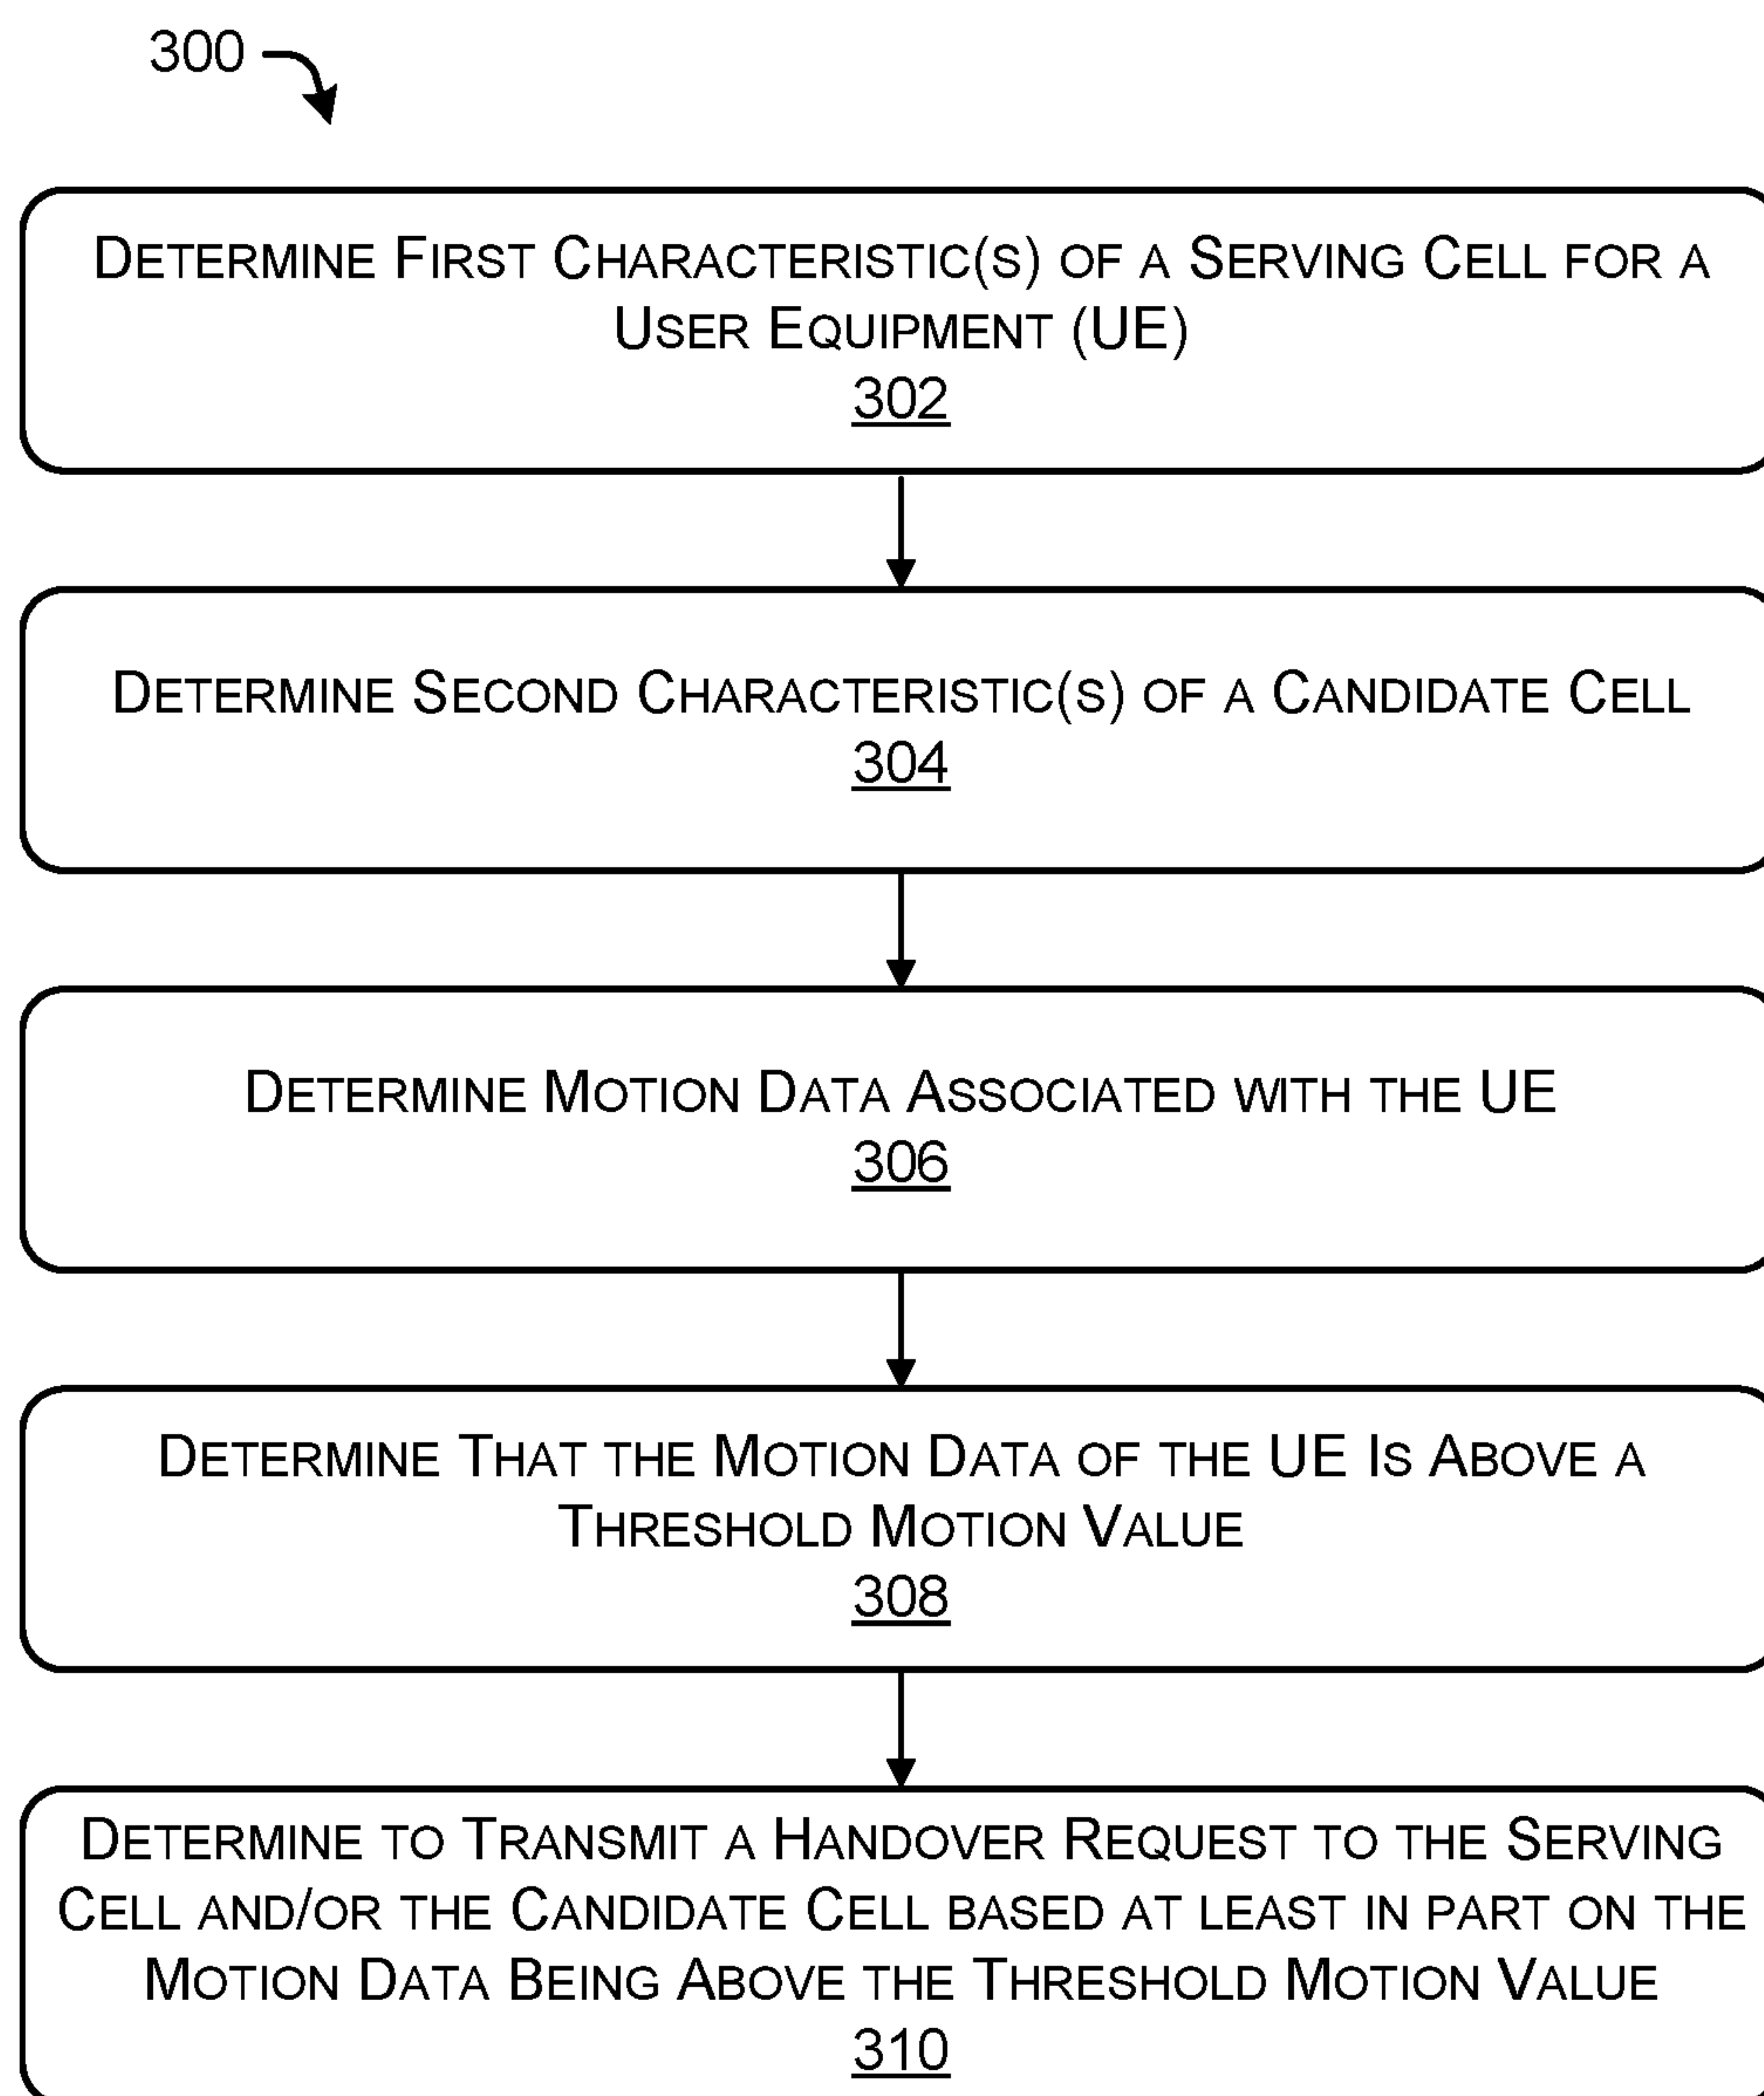 300
Determine First Characteristic(s) of a Serving Cell for a
User Equipment (UE)
302
Determine Second Characteristic(s) of a Candidate Cell
304
Determine Motion Data Associated with the UE
306
Determine That the Motion Data of the UE Is Above a
Threshold Motion Value
308
Determine to Transmit a Handover Request to the Serving
Cell and/or the Candidate Cell based at least in part on the
Motion Data Being Above the Threshold Motion Value
310